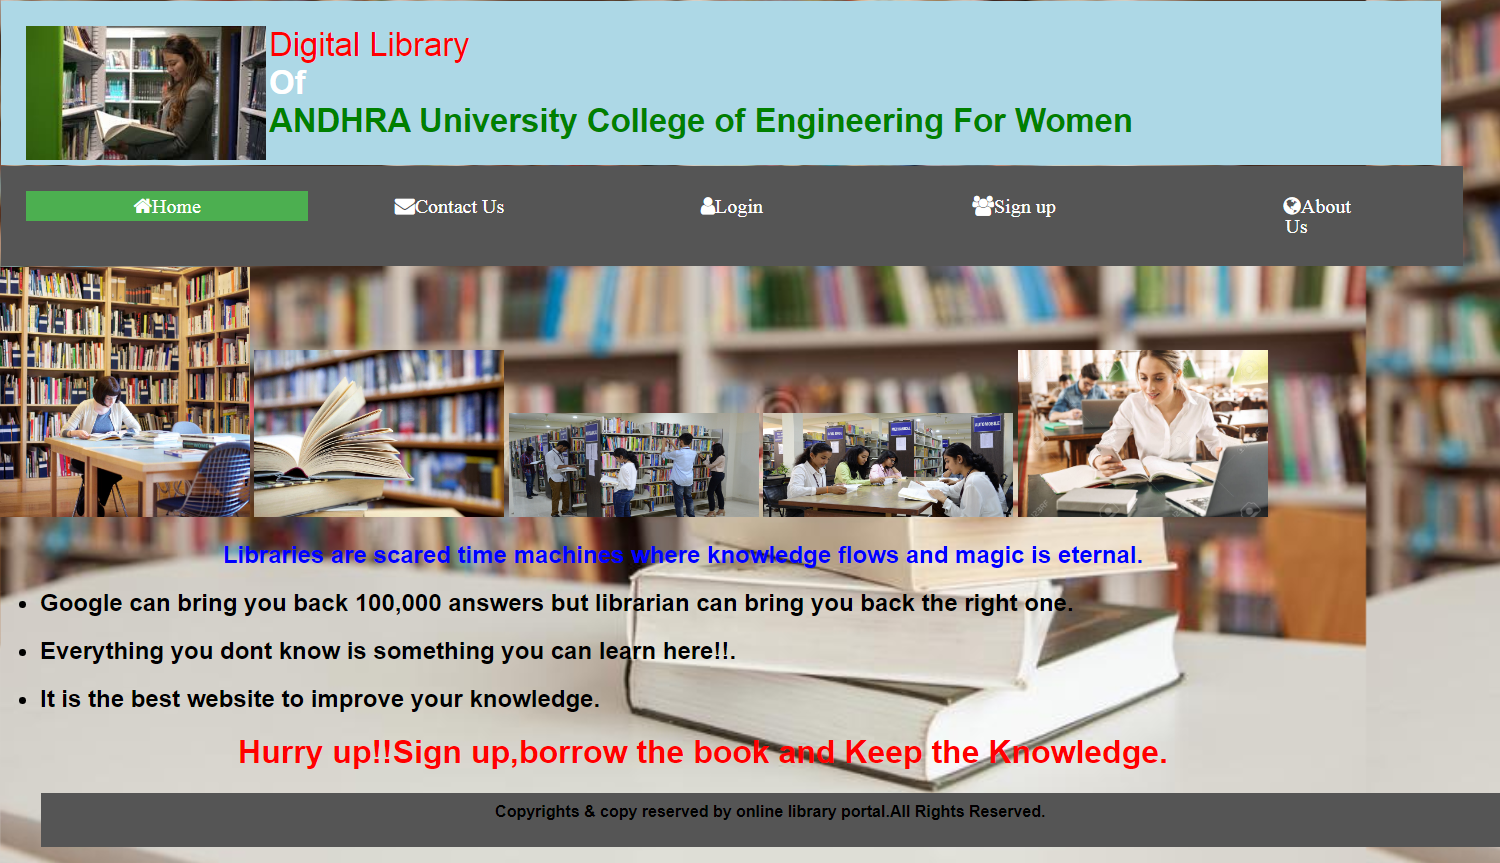 Digital Library
Of
ANDHRA University College of Engineering For Women
Home
Contact Us
Login
Sign up
About
Us
AUTOMOBILE
Libraries are scared time machines where knowledge flows and magic is eternal.
Google can bring you back 100,000 answers but librarian can bring you back the right one.
Everything you dont know is something you can learn here!!.
It is the best website to improve your knowledge.
Hurry up!!Sign up,borrow the book and Keep the Knowledge.
Copyrights & copy reserved by online library portal.All Rights Reserved.